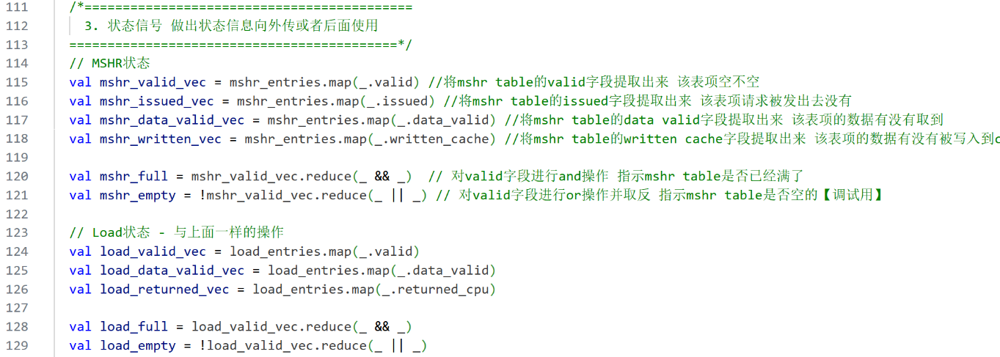 111 /*===========================================
112 3. 状态信号 做出状态信息向外传或者后面使用
113 ===========================================*/
114 // MSHR状态
115 val mshr_valid_vec = mshr_entries.map(_.valid) //将mshr table的valid字段提取出来 该表项空不空
116 val mshr_issued_vec = mshr_entries.map(_.issued) //将mshr table的issued字段提取出来 该表项请求被发出去没有
117 val mshr_data_valid_vec = mshr_entries.map(_.data_valid) //将mshr table的data valid字段提取出来 该表项的数据有没有取到
118 val mshr_written_vec = mshr_entries.map(_.written_cache) //将mshr table的written cache字段提取出来 该表项的数据有没有被写入到c
119
120 val mshr_full = mshr_valid_vec.reduce(_ && _) // 对valid字段进行and操作 指示mshr table是否已经满了
121 val mshr_empty = !mshr_valid_vec.reduce(_ || _) // 对valid字段进行or操作并取反 指示mshr table是否空的【调试用】
122
123 // Load状态 - 与上面一样的操作
124 val load_valid_vec = load_entries.map(_.valid)
125 val load_data_valid_vec = load_entries.map(_.data_valid)
126 val load_returned_vec = load_entries.map(_.returned_cpu)
127
128 val load_full = load_valid_vec.reduce(_ && _)
129 val load_empty = !load_valid_vec.reduce(_ || _)